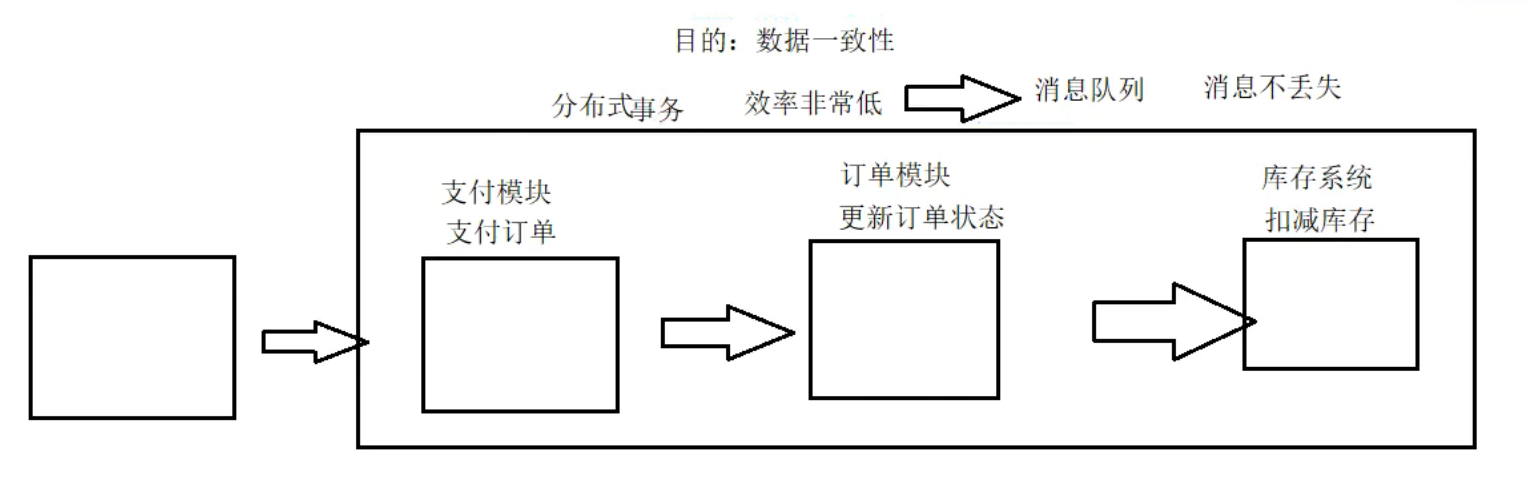 目的：数据一致性
分布式事务 效率非常低 消息队列 消息不丢失
支付模块
支付订单
订单模块
更新订单状态
库存系统
扣减库存